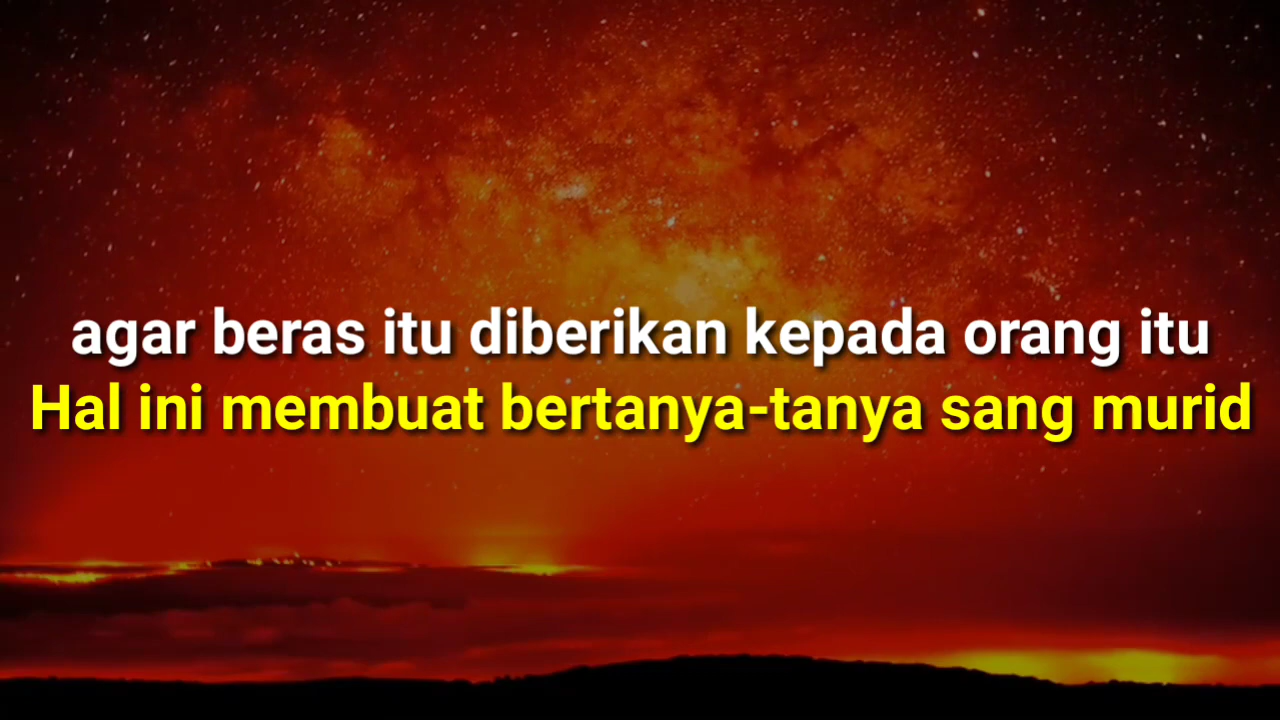 agar beras itu diberikan kepada orang itu
Hal ini membuat bertanya-tanya sang murid